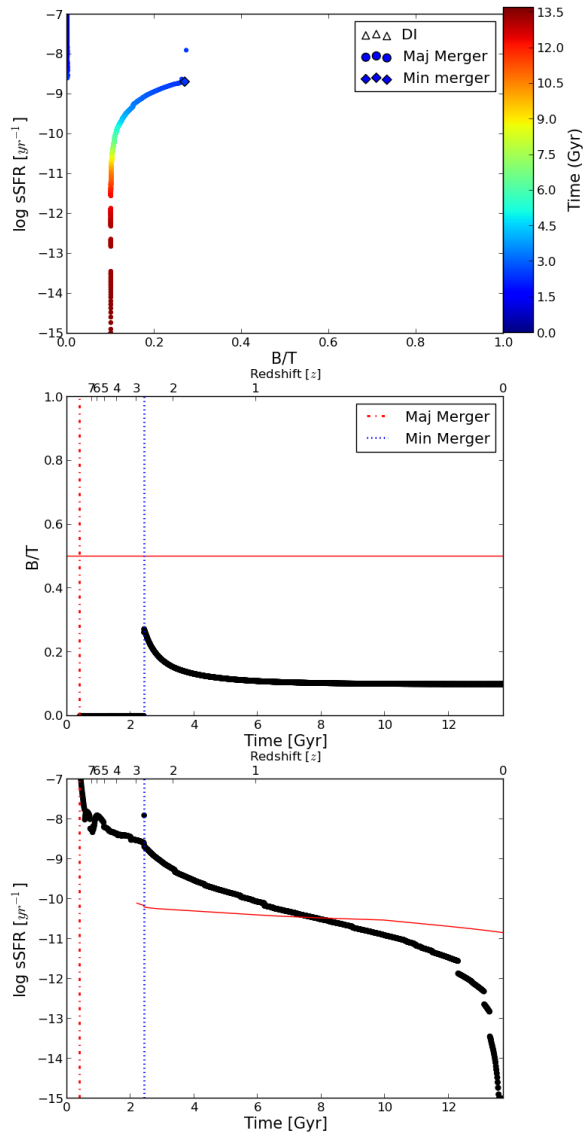 -7
-8
-9
-10
-11
-12
-13
-14
-15
log sSFR [yr⁻¹]
DI
Maj Merger
Min merger
0.0 0.2 0.4 0.6 0.8 1.0
B/T
13.5
12.0
10.5
9.0
7.5
6.0
4.5
3.0
1.5
0.0
Time (Gyr)
Redshift [z]
7 6 5 4 3 2 1 0
1.0
0.8
0.6
0.4
0.2
0.0
B/T
Maj Merger
Min Merger
0 2 4 6 8 10 12
Time [Gyr]
Redshift [z]
7 6 5 4 3 2 1 0
-7
-8
-9
-10
-11
-12
-13
-14
-15
log sSFR [yr⁻¹]
0 2 4 6 8 10 12
Time [Gyr]